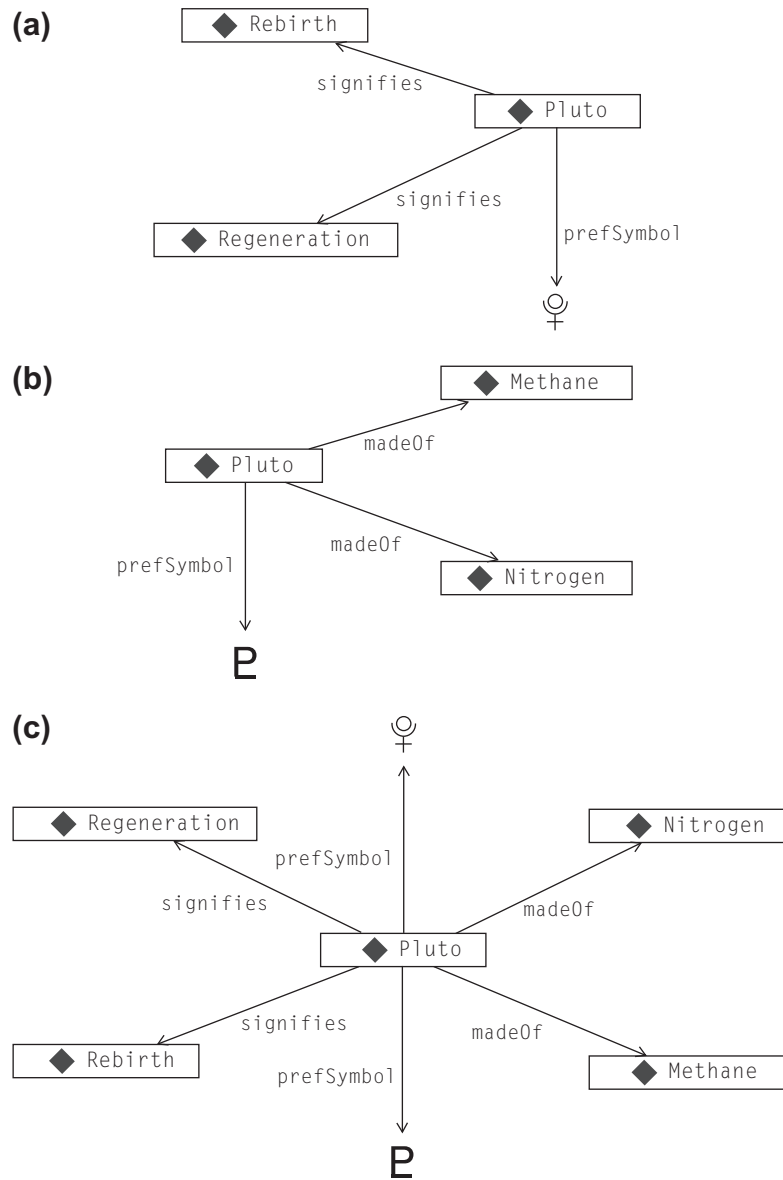 (a)
Rebirth
signifies
Pluto
signifies
Regeneration
prefSymbol
♇
(b)
Methane
madeOf
Pluto
madeOf
prefSymbol
Nitrogen
♇
(c)
Regeneration
Nitrogen
prefSymbol
signifies
madeOf
Pluto
signifies
madeOf
Rebirth
prefSymbol
Methane
♇